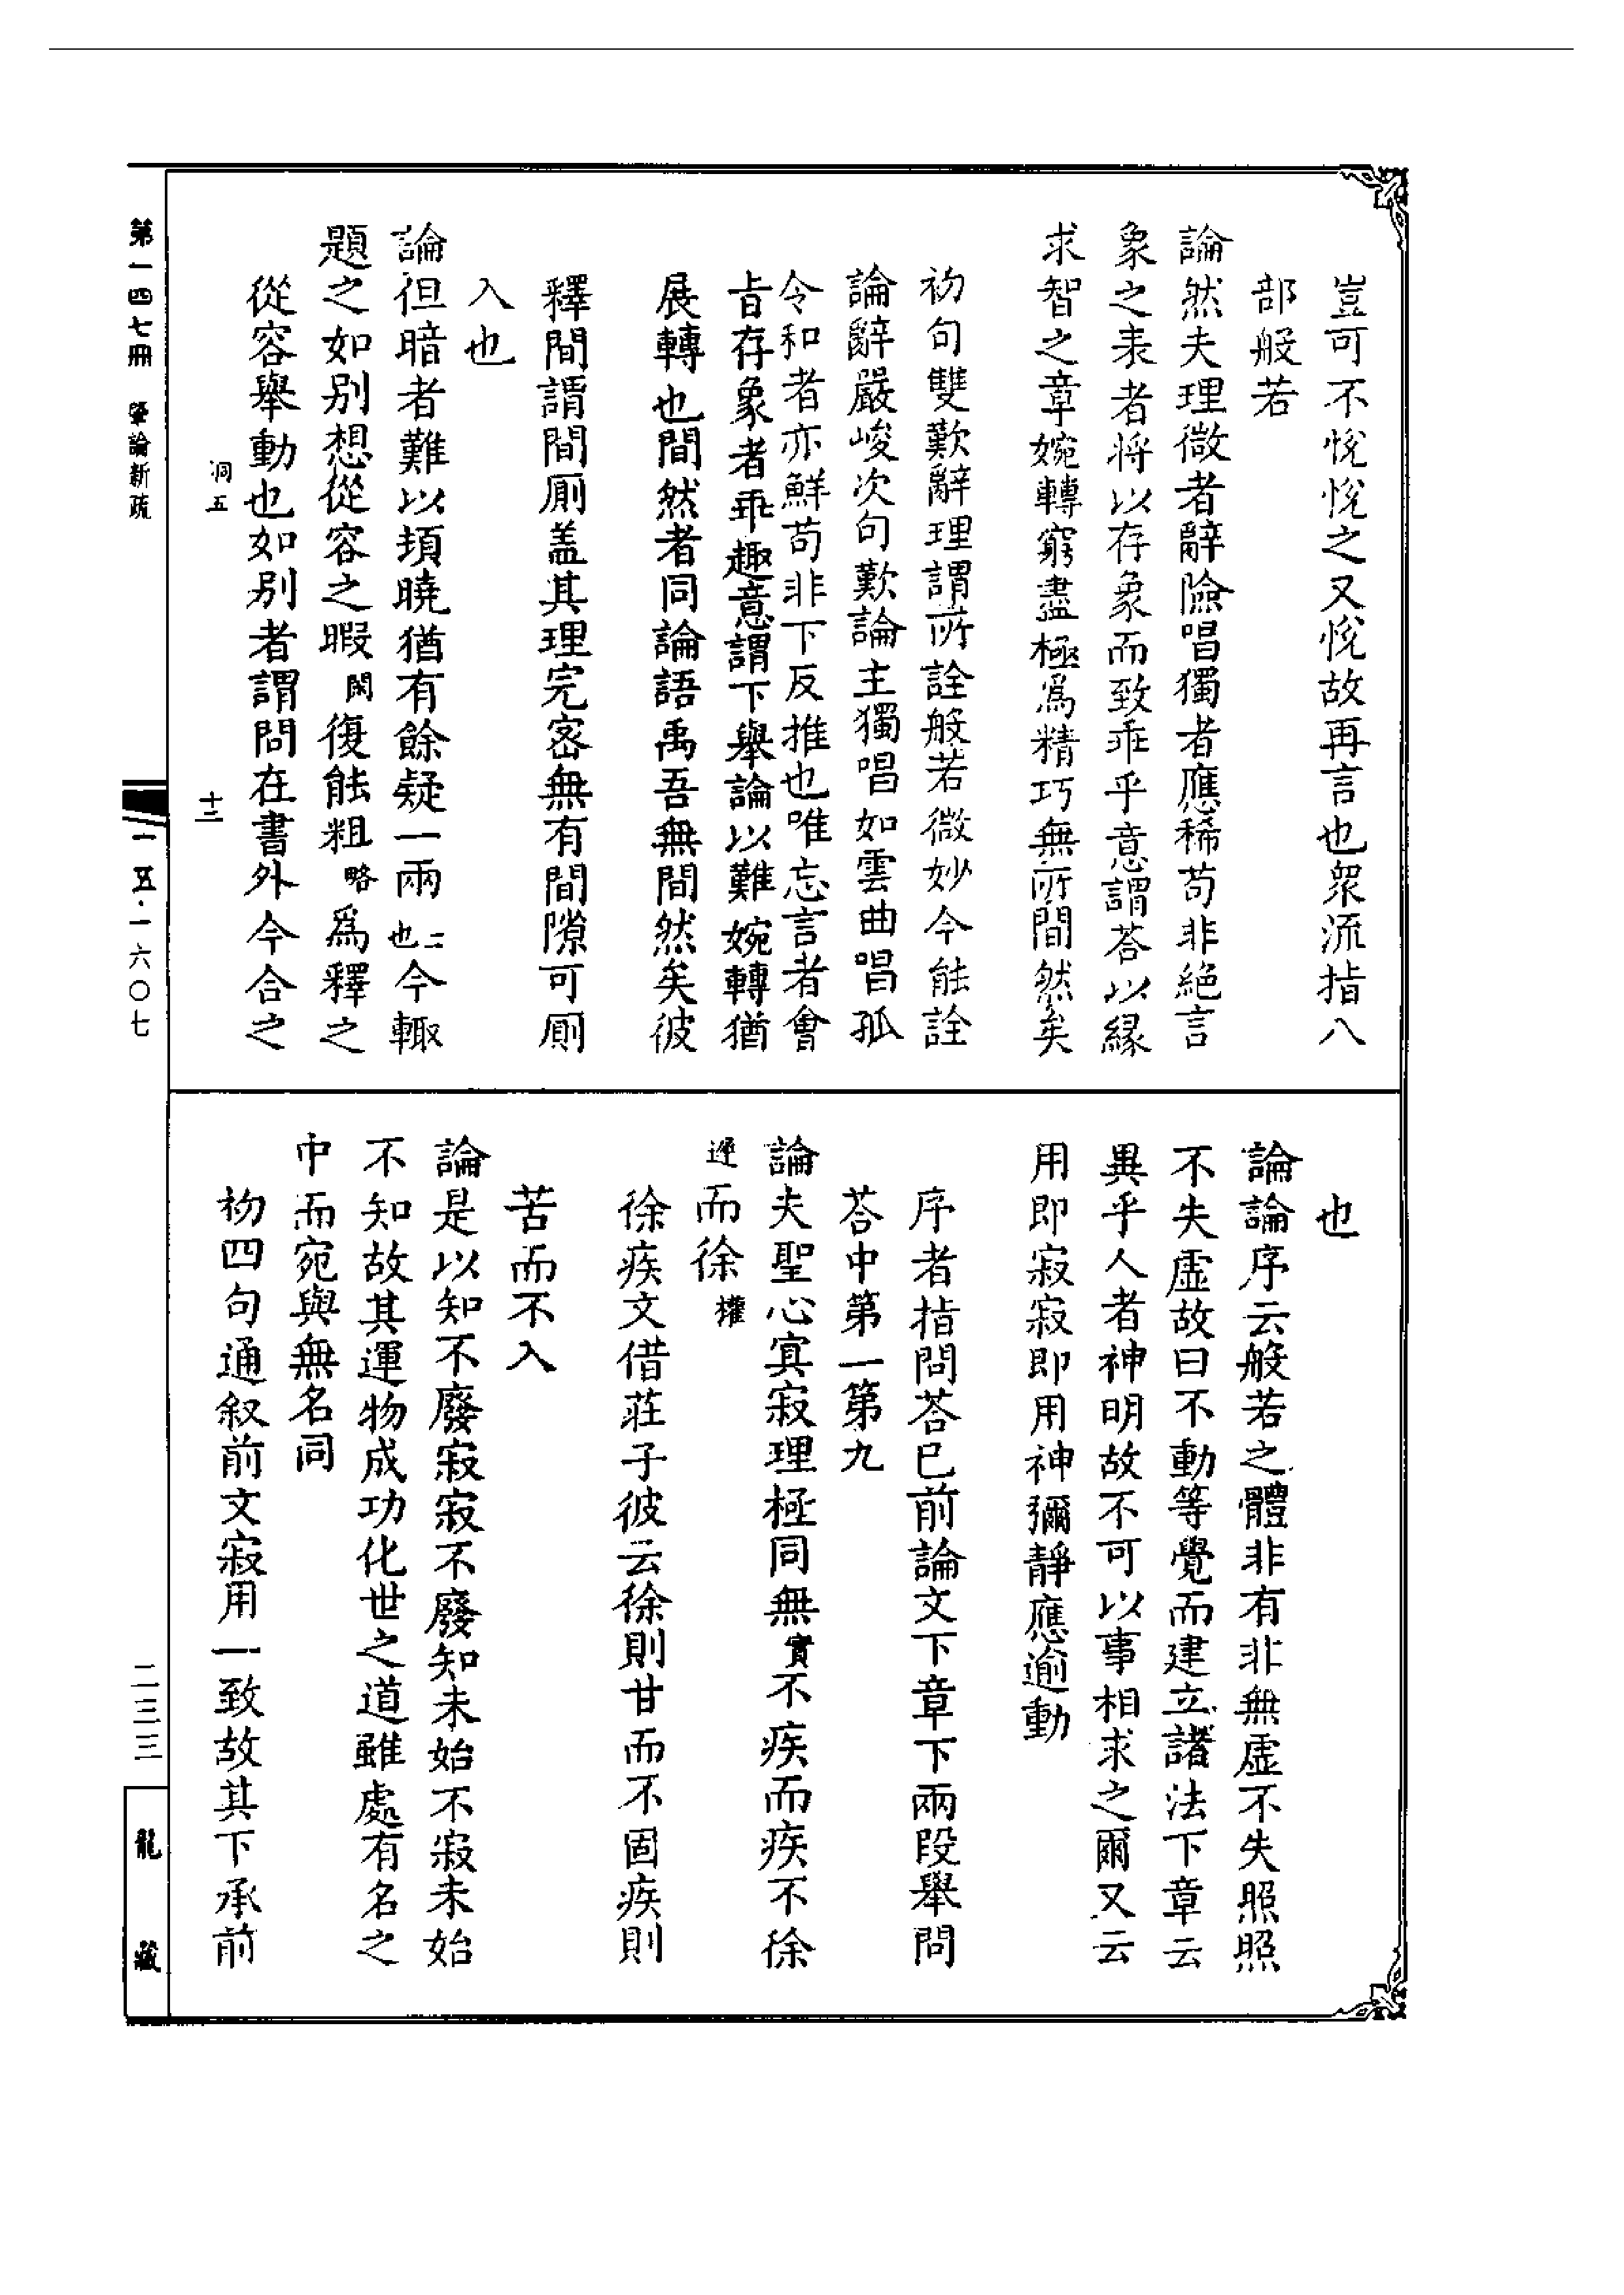 豈可不悅悅之又悅故再言也衆流指八
部般若
論然夫理微者辭險唱獨者應稀苟非絕言
象之表者將以存象而致乖乎意謂荅以緣
求智之章婉轉窮盡極爲精巧無所間然矣
初句雙歎辭理謂所詮般若微妙今能詮
論辭嚴峻次句歎論主獨唱如雲曲唱孤
令和者亦鮮苟非下反推也唯忘言者會
旨存象者乖趣意謂下舉論以難婉轉猶
展轉也間然者同論語禹吾無間然矣彼
釋間謂間厠盖其理完密無有間隙可厠
入也
論但暗者難以頓曉猶有餘疑一兩二也今輙
題之如別想從容之暇閑復能粗略爲釋之
從容舉動也如別者謂問在書外今合之
洞五 十三
也
論論序云般若之體非有非無虛不失照照
不失虛故曰不動等覺而建立諸法下章云
異乎人者神明故不可以事相求之爾又云
用即寂寂即用神彌靜應逾動
序者指問荅已前論文下章下兩段舉問
荅中第一第九
論夫聖心㝠寂理極同無實不疾而疾不徐
遲而徐權
徐疾文借莊子彼云徐則甘而不固疾則
苦而不入
論是以知不廢寂寂不廢知未始不寂未始
不知故其運物成功化世之道雖處有名之
中而宛與無名同
初四句通叙前文寂用一致故其下承前
第一四七冊 肇論新疏
一五·一六〇七
二三三
龍藏